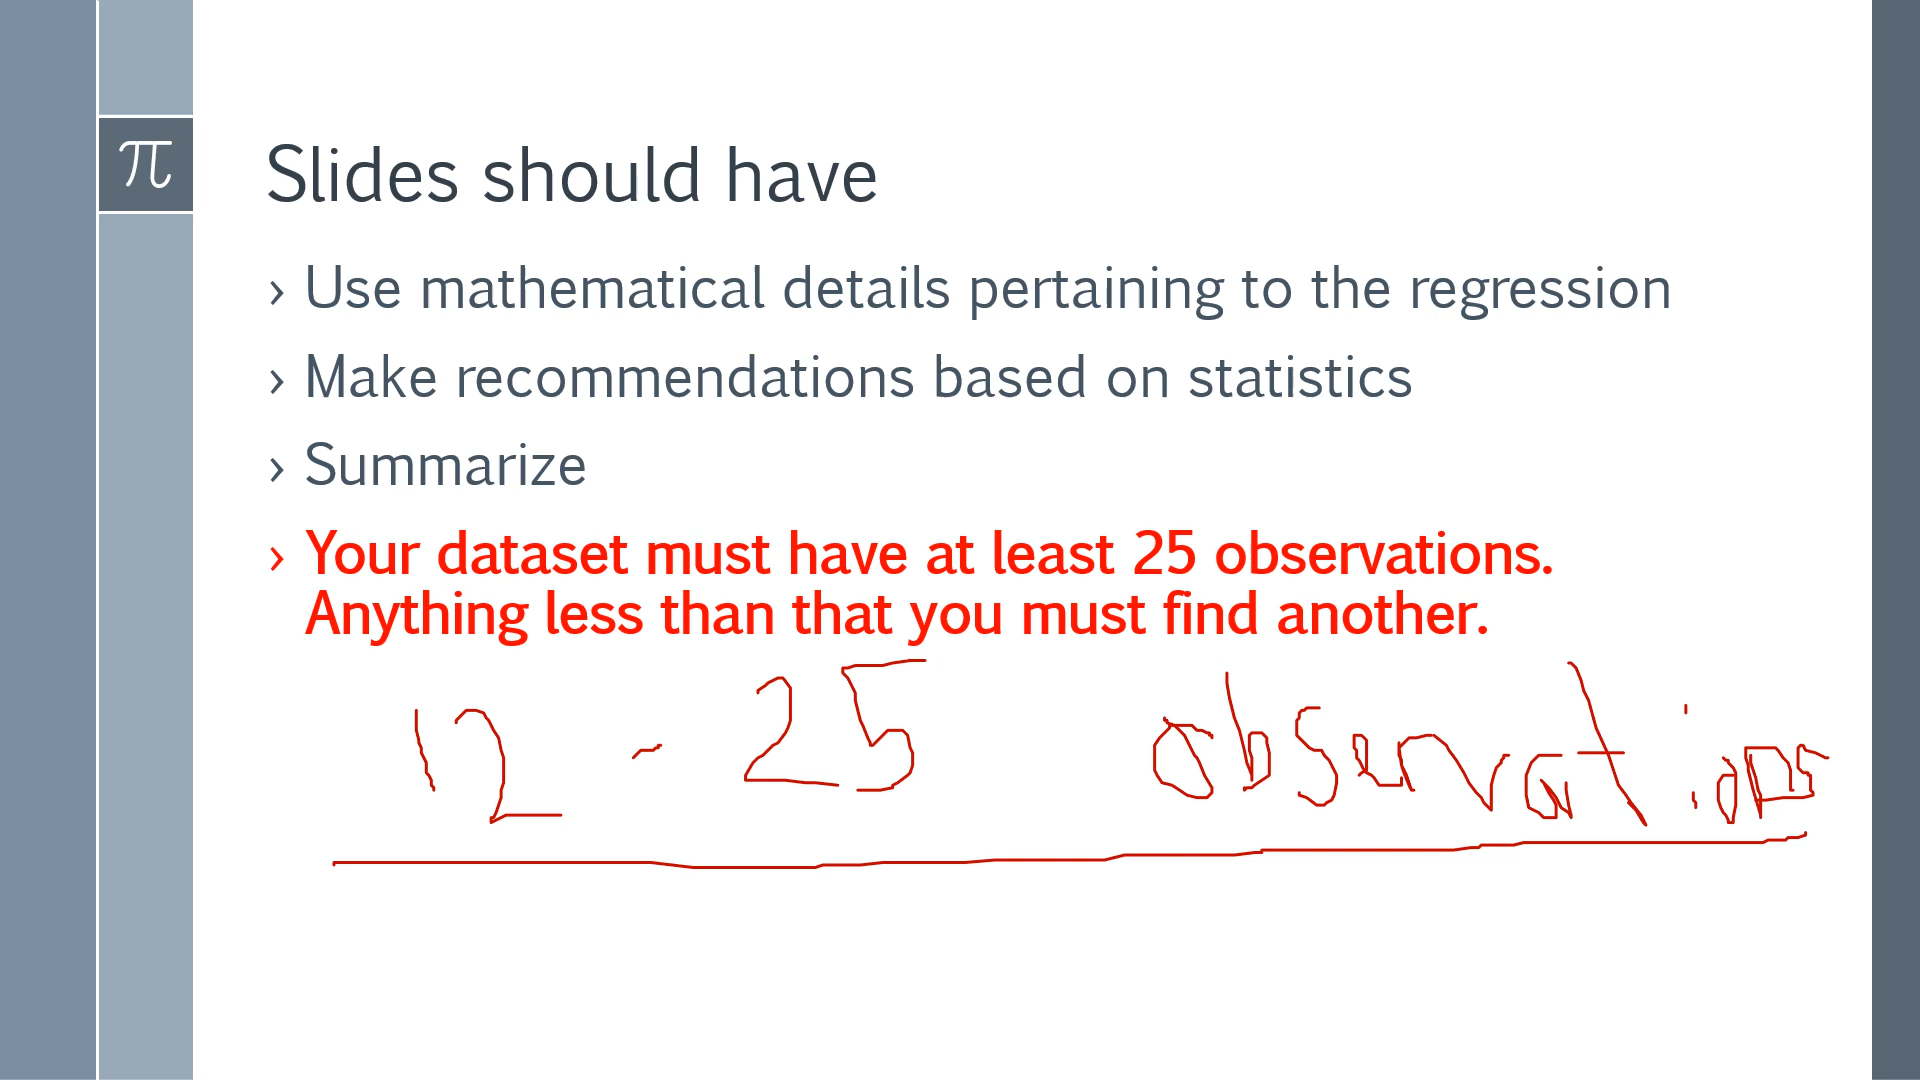 π
Slides should have
› Use mathematical details pertaining to the regression
› Make recommendations based on statistics
› Summarize
› Your dataset must have at least 25 observations.
Anything less than that you must find another.
12 - 25 observations